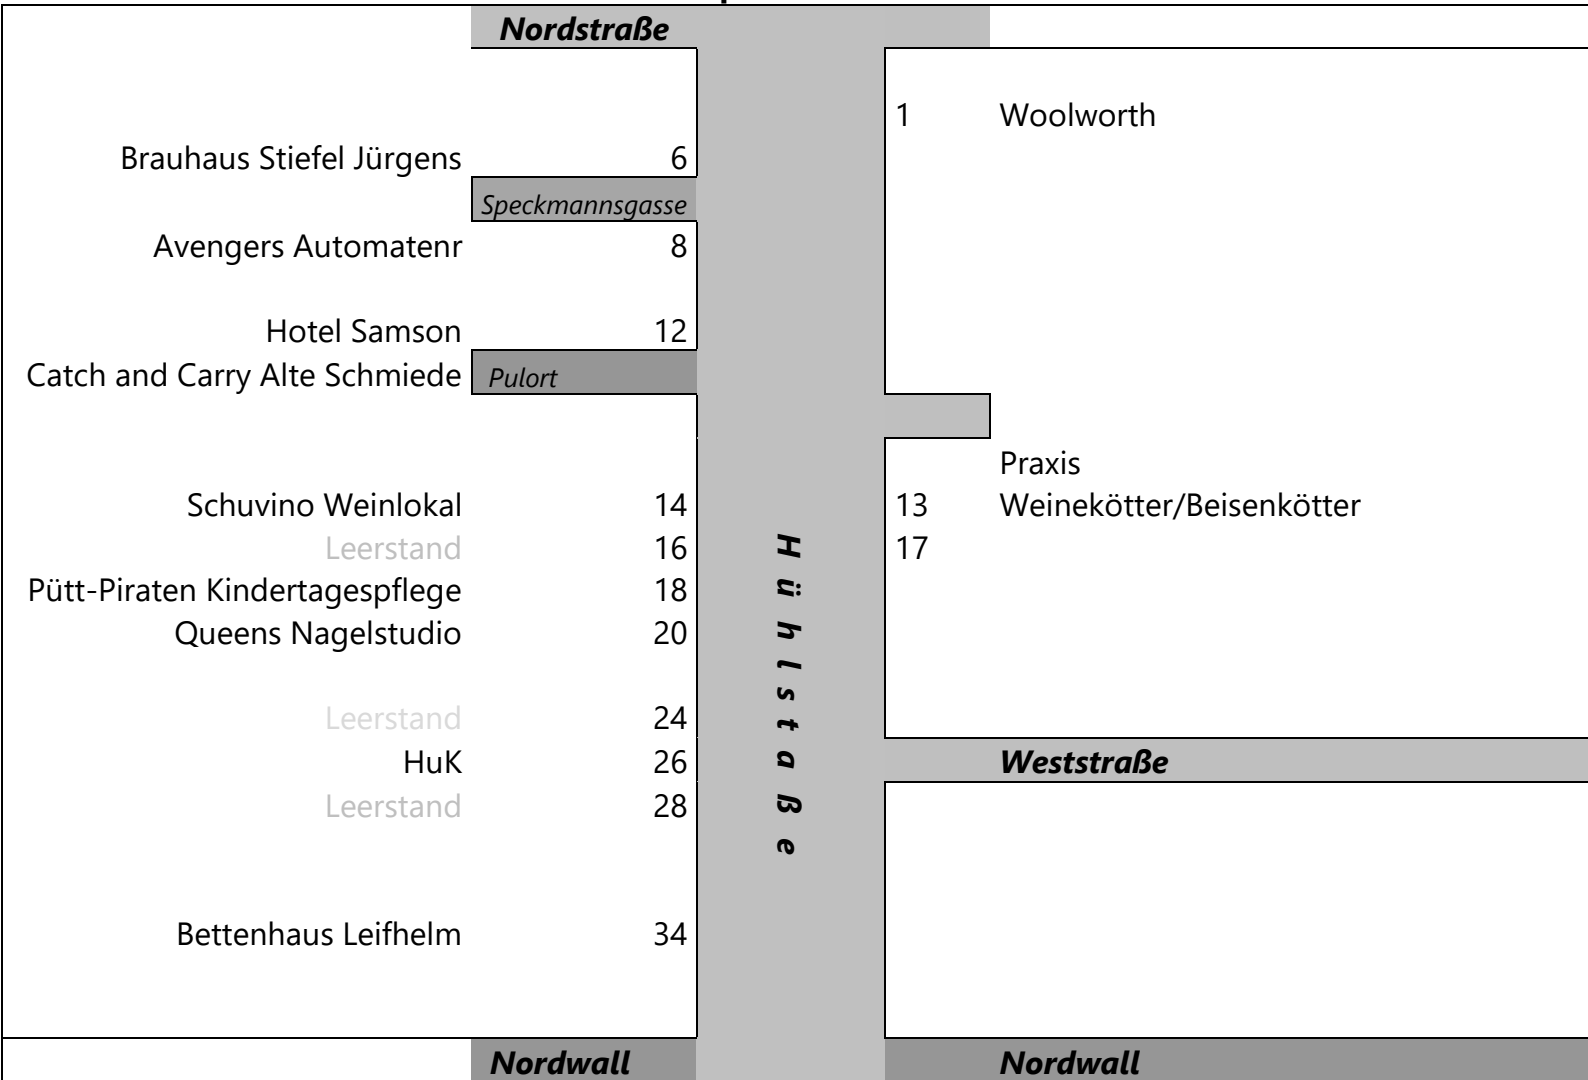 Nordstraße
1 Woolworth
Brauhaus Stiefel Jürgens 6
Speckmannsgasse
Avengers Automatenr 8
Hotel Samson 12
Catch and Carry Alte Schmiede Pulort
Praxis
Schuvino Weinlokal 14 13 Weinekötter/Beisenkötter
Leerstand 16 17
Pütt-Piraten Kindertagespflege 18
Queens Nagelstudio 20
Leerstand 24
HuK 26 Weststraße
Leerstand 28
Hühlstaße
Bettenhaus Leifhelm 34
Nordwall Nordwall